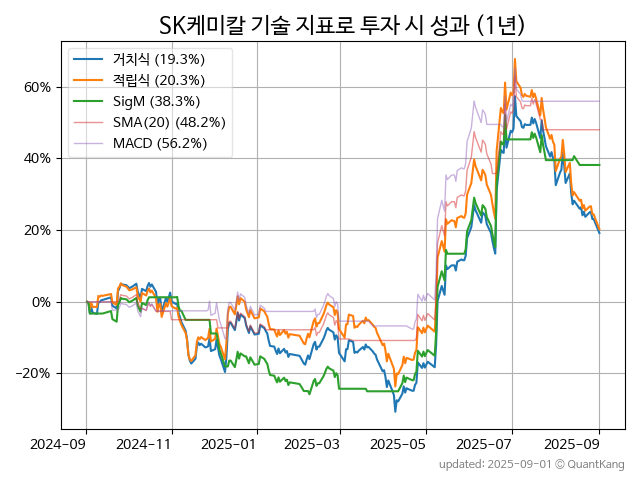 SK케미칼 기술 지표로 투자 시 성과 (1년)
거치식 (19.3%)
적립식 (20.3%)
SigM (38.3%)
SMA(20) (48.2%)
MACD (56.2%)
60%
40%
20%
0%
−20%
2024-09 2024-11 2025-01 2025-03 2025-05 2025-07 2025-09
updated: 2025-09-01 © QuantKang